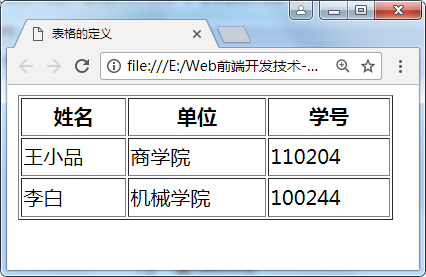 表格的定义
file:///E:/Web前端开发技术-...
姓名 单位 学号
王小品 商学院 110204
李白 机械学院 100244